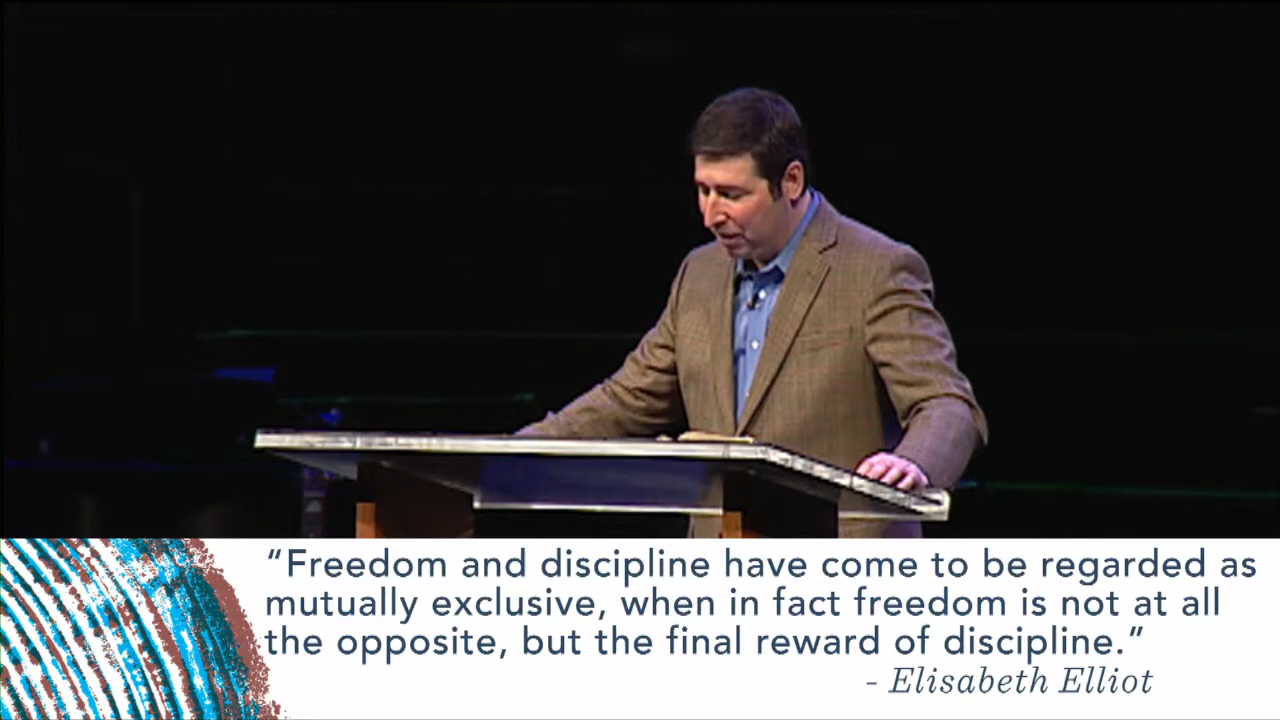 “Freedom and discipline have come to be regarded as
mutually exclusive, when in fact freedom is not at all
the opposite, but the final reward of discipline.”
- Elisabeth Elliot